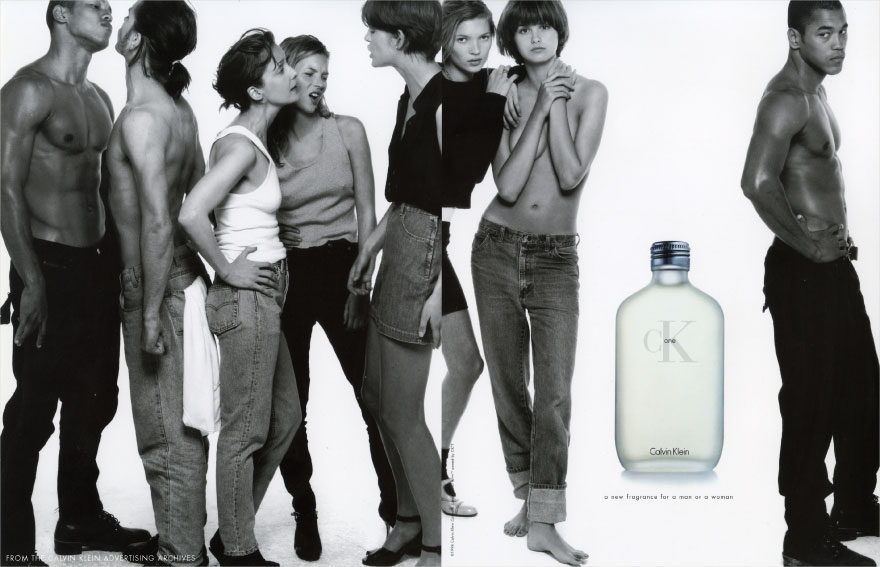 cK
one
Calvin Klein
a new fragrance for a man or a woman
FROM THE CALVIN KLEIN ADVERTISING ARCHIVES